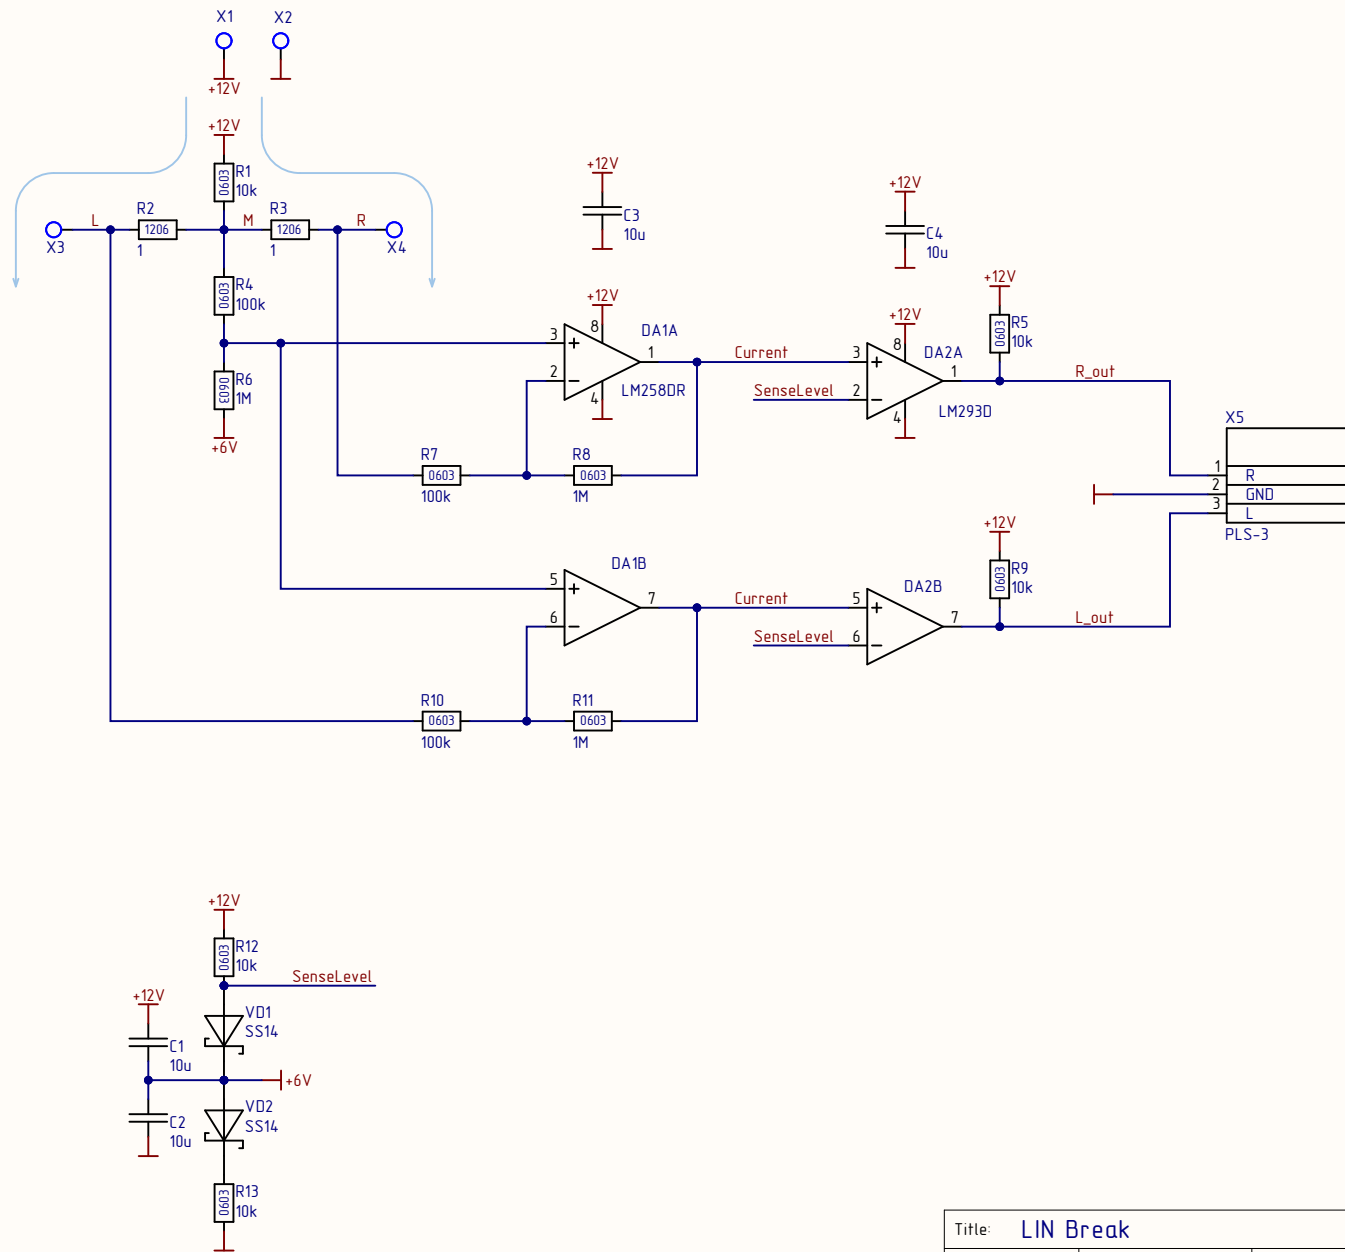 X1 X2
+12V
+12V
0603 R1
10k
R2 R3
L 1206 M 1206 R
X3 1 1 X4
0603 R4
100k
0603 R6
1M
+6V
+12V
C3
10u
+12V
C4
10u
+12V
8 DA1A
3 1
2
4 LM258DR
R7 R8
0603 0603
100k 1M
+12V
8 DA2A
Current 3 1
SenseLevel 2
4 LM293D
+12V
0603 R5
10k
R_out
X5
1 R
2 GND
3 L
PLS-3
DA1B
5 7
6
R10 R11
0603 0603
100k 1M
DA2B
Current 5 7
SenseLevel 6
+12V
0603 R9
10k
L_out
+12V
0603 R12
10k
SenseLevel
+12V VD1
SS14
C1
10u
+6V
VD2
C2 SS14
10u
0603 R13
10k
Title: LIN Break